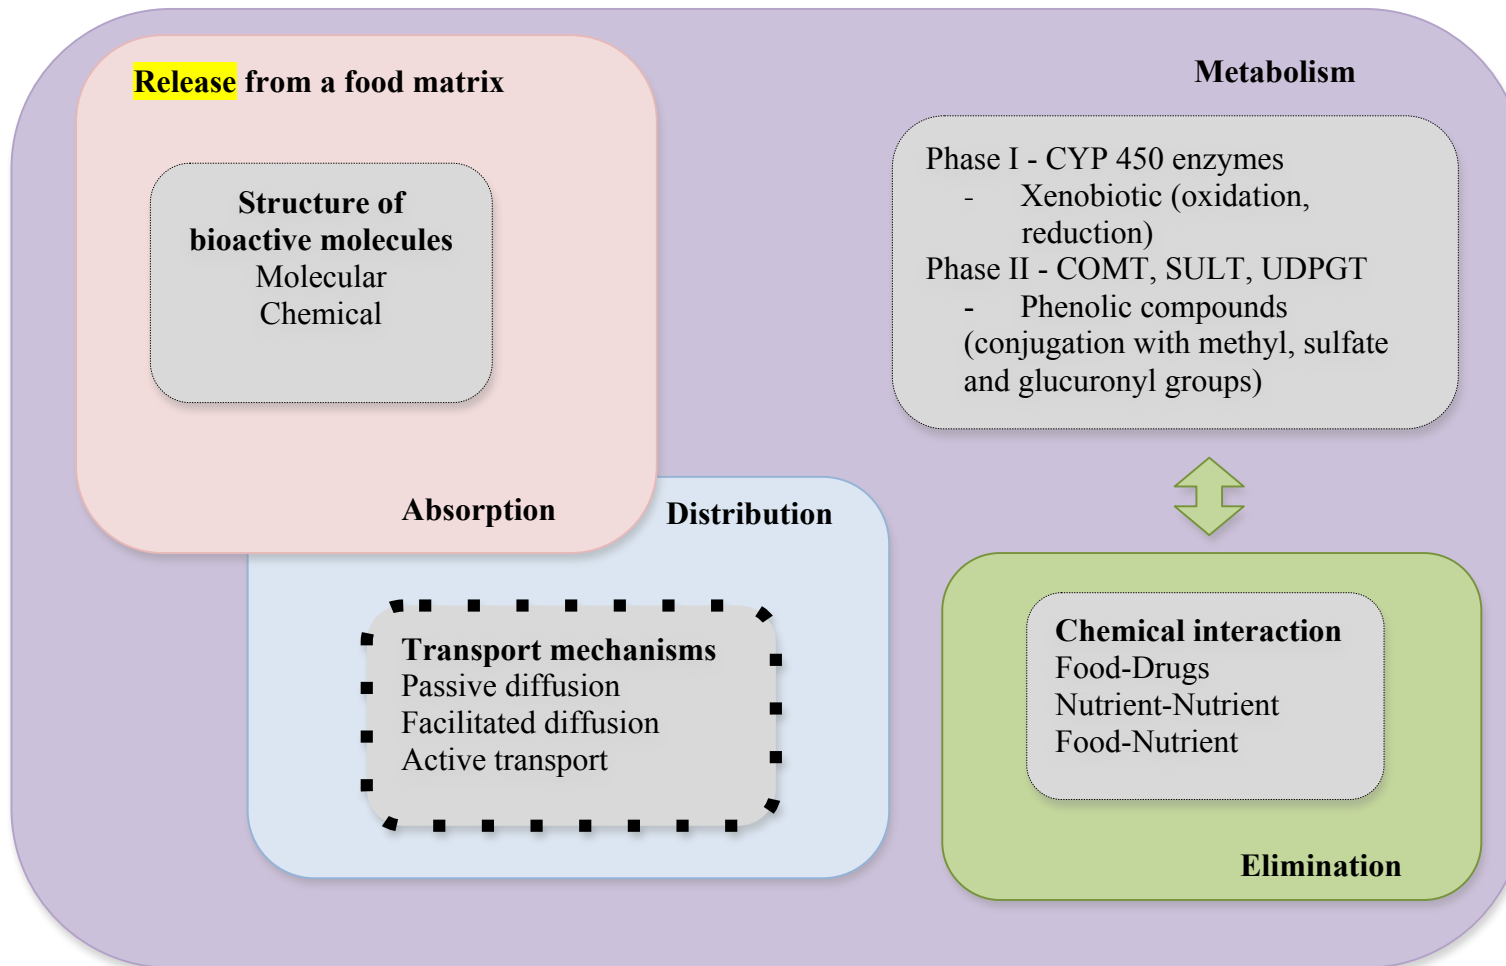 Release from a food matrix
Structure of
bioactive molecules
Molecular
Chemical
Absorption
Distribution
Transport mechanisms
Passive diffusion
Facilitated diffusion
Active transport
Metabolism
Phase I - CYP 450 enzymes
- Xenobiotic (oxidation,
reduction)
Phase II - COMT, SULT, UDPGT
- Phenolic compounds
(conjugation with methyl, sulfate
and glucuronyl groups)
Chemical interaction
Food-Drugs
Nutrient-Nutrient
Food-Nutrient
Elimination